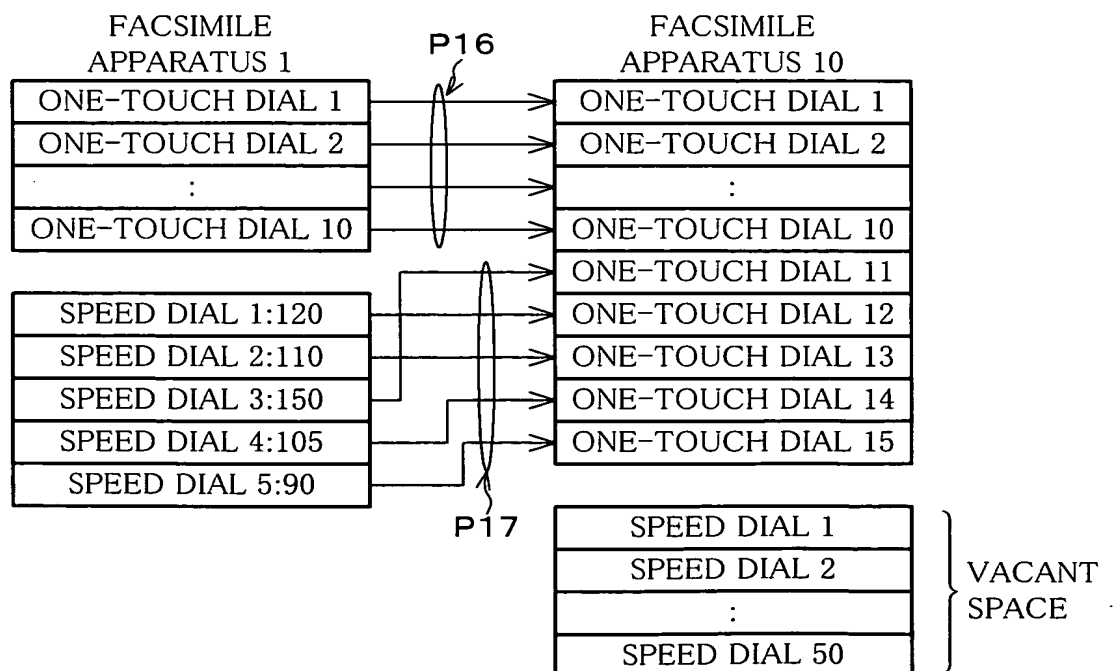 FACSIMILE
APPARATUS 1
ONE-TOUCH DIAL 1
ONE-TOUCH DIAL 2
:
ONE-TOUCH DIAL 10
SPEED DIAL 1:120
SPEED DIAL 2:110
SPEED DIAL 3:150
SPEED DIAL 4:105
SPEED DIAL 5:90
P16
P17
FACSIMILE
APPARATUS 10
ONE-TOUCH DIAL 1
ONE-TOUCH DIAL 2
:
ONE-TOUCH DIAL 10
ONE-TOUCH DIAL 11
ONE-TOUCH DIAL 12
ONE-TOUCH DIAL 13
ONE-TOUCH DIAL 14
ONE-TOUCH DIAL 15
SPEED DIAL 1
SPEED DIAL 2
:
SPEED DIAL 50
VACANT
SPACE